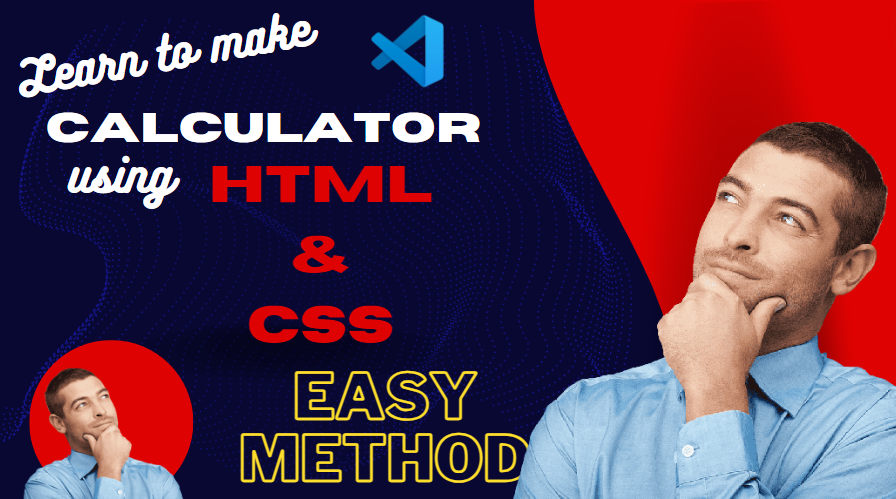 Learn to make
CALCULATOR
using HTML
&
CSS
EASY
METHOD